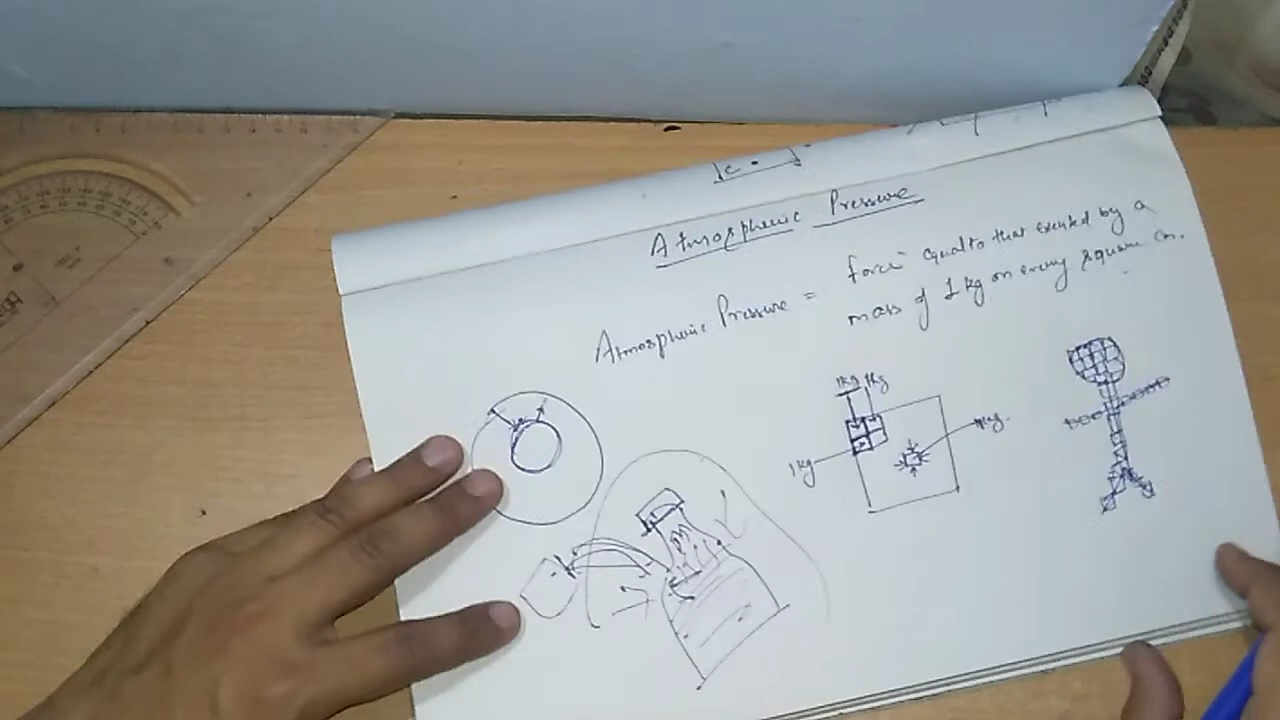 c
Atmospheric Pressure
Atmospheric Pressure = force equal to that exerted by a
mass of 1 kg on every square cm.
1kg 1kg
1kg
1kg.